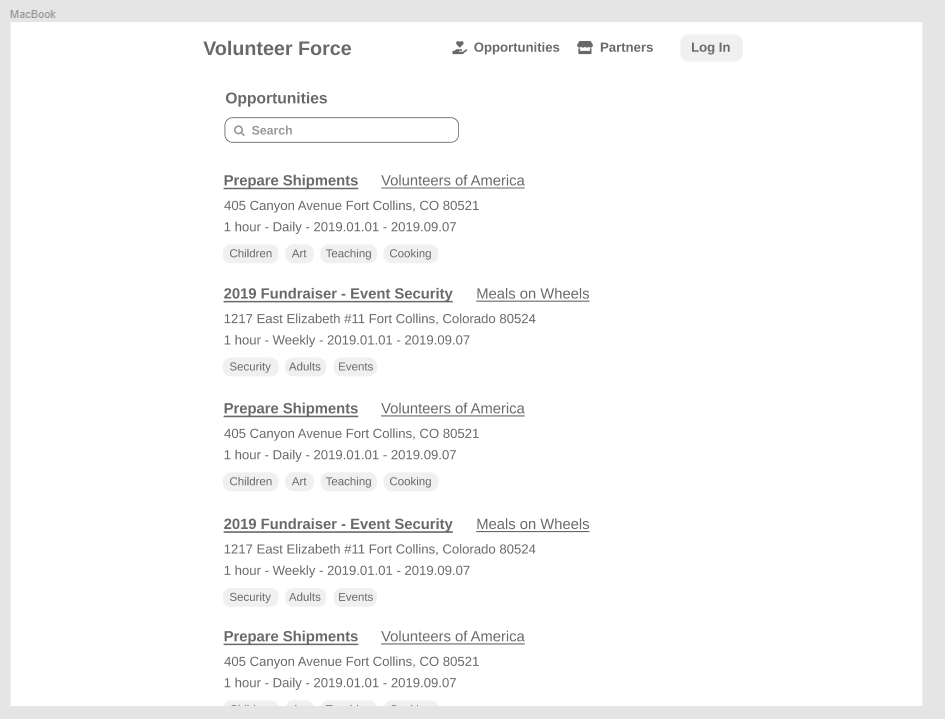 MacBook
Volunteer Force Opportunities Partners Log In
Opportunities
Search
Prepare Shipments Volunteers of America
405 Canyon Avenue Fort Collins, CO 80521
1 hour - Daily - 2019.01.01 - 2019.09.07
Children Art Teaching Cooking
2019 Fundraiser - Event Security Meals on Wheels
1217 East Elizabeth #11 Fort Collins, Colorado 80524
1 hour - Weekly - 2019.01.01 - 2019.09.07
Security Adults Events
Prepare Shipments Volunteers of America
405 Canyon Avenue Fort Collins, CO 80521
1 hour - Daily - 2019.01.01 - 2019.09.07
Children Art Teaching Cooking
2019 Fundraiser - Event Security Meals on Wheels
1217 East Elizabeth #11 Fort Collins, Colorado 80524
1 hour - Weekly - 2019.01.01 - 2019.09.07
Security Adults Events
Prepare Shipments Volunteers of America
405 Canyon Avenue Fort Collins, CO 80521
1 hour - Daily - 2019.01.01 - 2019.09.07